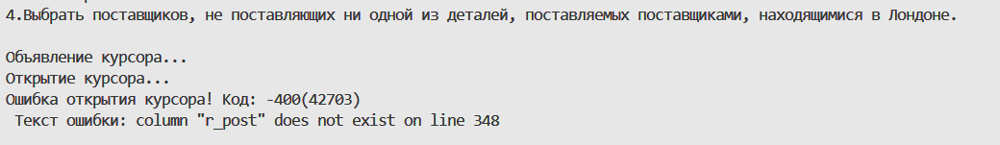 4.Выбрать поставщиков, не поставляющих ни одной из деталей, поставляемых поставщиками, находящимися в Лондоне.
Объявление курсора...
Открытие курсора...
Ошибка открытия курсора! Код: -400(42703)
Текст ошибки: column "r_post" does not exist on line 348